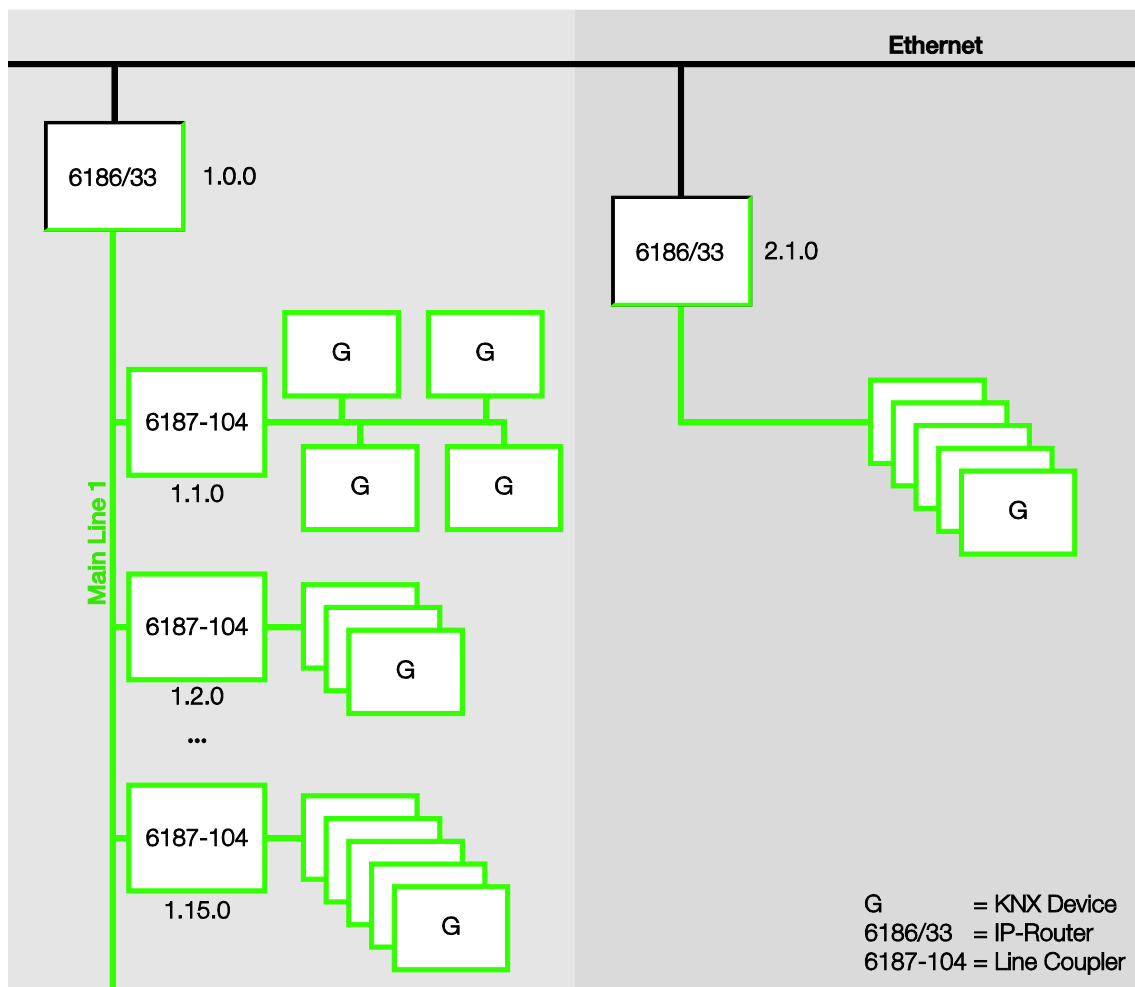 Ethernet
6186/33 1.0.0
6186/33 2.1.0
G G
6187-104
1.1.0
G G
G
Main Line 1
6187-104
1.2.0
G
...
6187-104
1.15.0
G
G = KNX Device
6186/33 = IP-Router
6187-104 = Line Coupler